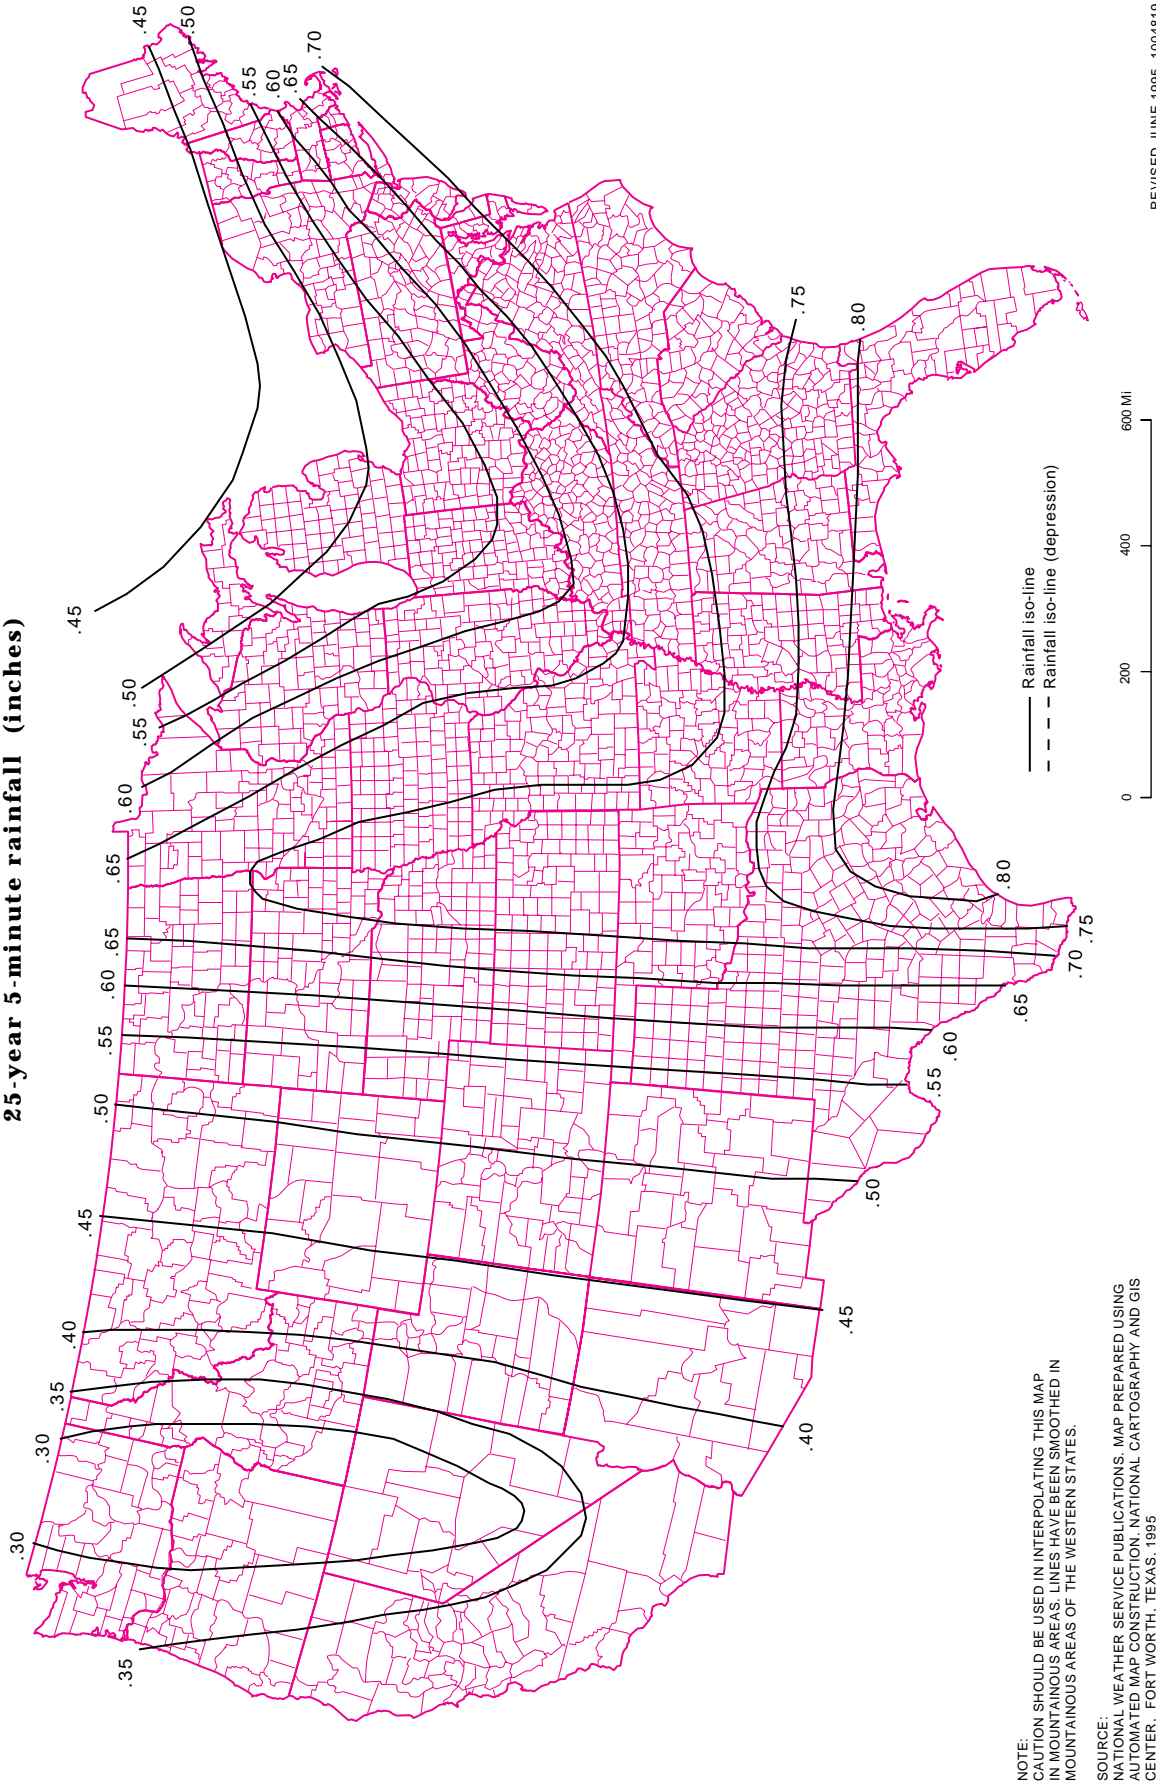 25-year 5-minute rainfall (inches)
.30
.30
.35
.40
.45
.50
.55
.60
.65
.65
.60
.55
.50
.45
.45
.50
.55
.60
.65
.70
.35
.40
.45
.50
.55
.60
.65
.70
.75
.80
.75
.80
Rainfall iso-line
Rainfall iso-line (depression)
0 200 400 600 Mi
NOTE:
CAUTION SHOULD BE USED IN INTERPOLATING THIS MAP
IN MOUNTAINOUS AREAS. LINES HAVE BEEN SMOOTHED IN
MOUNTAINOUS AREAS OF THE WESTERN STATES.
SOURCE:
NATIONAL WEATHER SERVICE PUBLICATIONS. MAP PREPARED USING
AUTOMATED MAP CONSTRUCTION. NATIONAL CARTOGRAPHY AND GIS
CENTER, FORT WORTH, TEXAS, 1995
REVISED JUNE 1995 1004819